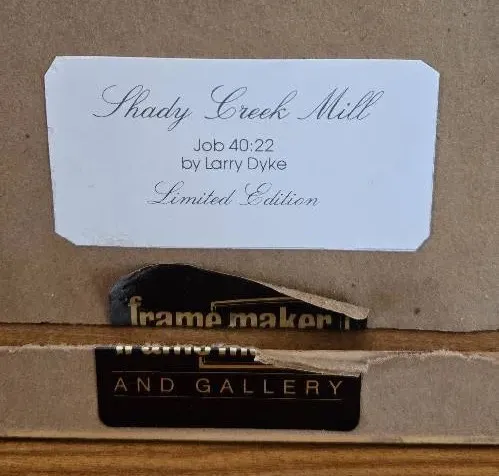 Shady Creek Mill
Job 40:22
by Larry Dyke
Limited Edition
frame maker
AND GALLERY